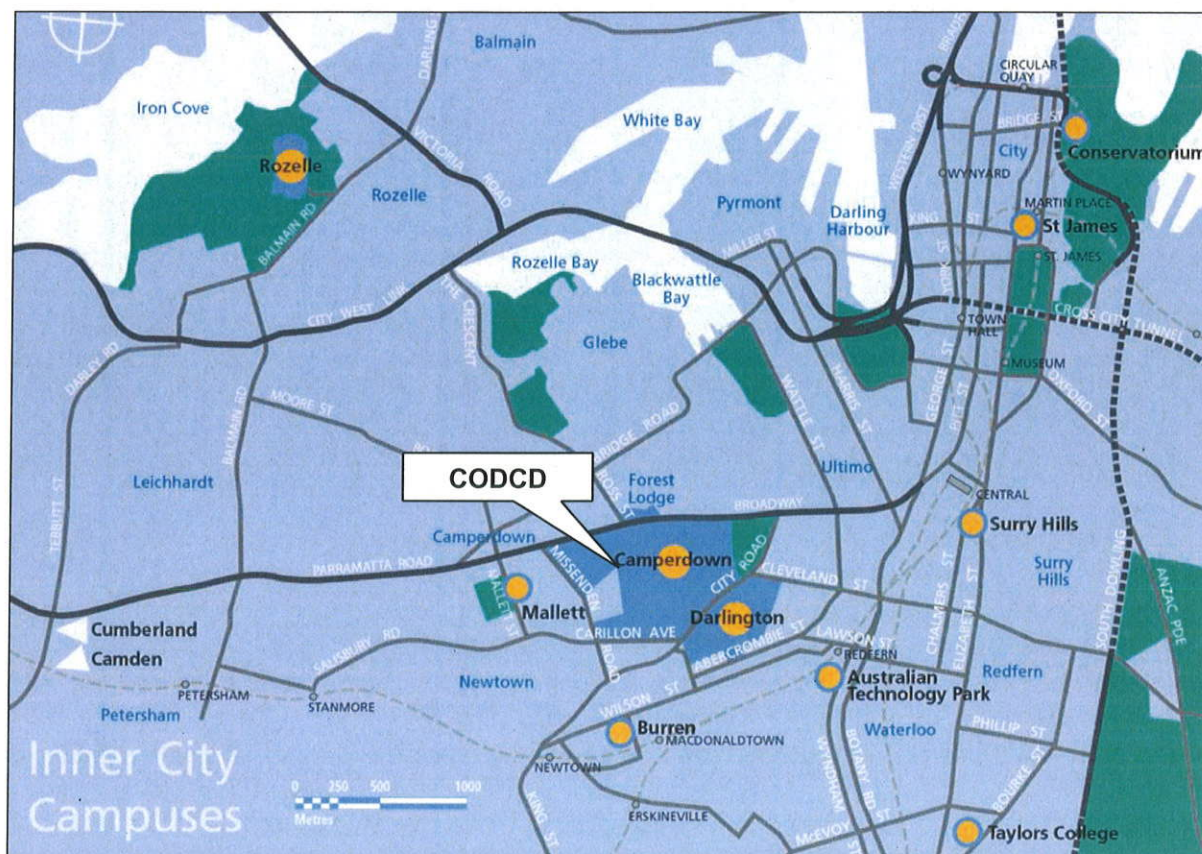 Balmain
DARLING
Iron Cove
White Bay
VICTORIA ROAD
Rozelle
Rozelle
BALMAIN RD
Pyrmont
Darling
Harbour
WESTERN DIST
CIRCULAR
QUAY
BRIDGE ST
City
Conservatorium
WYNYARD
MARTIN PLACE
KING ST
St James
ST. JAMES
YORK ST
MILLER ST
Rozelle Bay
Blackwattle
Bay
CITY WEST LINK
THE CRESCENT
Glebe
TOWN
HALL
CROSS CITY TUNNEL
MUSEUM
DARLEY RD
MOORE ST
BALMAIN RD
Leichhardt
TEBBUTT ST
BRIDGE ROAD
WATTLE ST
HARRIS ST
GEORGE ST
PITT ST
OXFORD ST
CODCD
ROSS ST
Forest
Lodge
Ultimo
BROADWAY
CENTRAL
Surry Hills
Surry
Hills
Camperdown
PARRAMATTA ROAD
MISSENDEN
ROAD
Camperdown
CITY ROAD
CLEVELAND ST
CHALMERS ST
ELIZABETH ST
SOUTH DOWLING
ANZAC PDE
MALLETT ST
Mallett
Darlington
Cumberland
Camden
SALISBURY RD
CARILLON AVE
ABERCROMBIE ST
LAWSON ST
REDFERN
Redfern
PETERSHAM
Petersham
STANMORE
Newtown
WILSON ST
Australian
Technology Park
Waterloo
PHILLIP ST
Burren
MACDONALDTOWN
NEWTOWN
KING ST
ERSKINEVILLE
WYNDHAM
BOTANY RD
BOURKE ST
McEVOY ST
Taylors College
Inner City
Campuses
0 250 500 1000
Metres